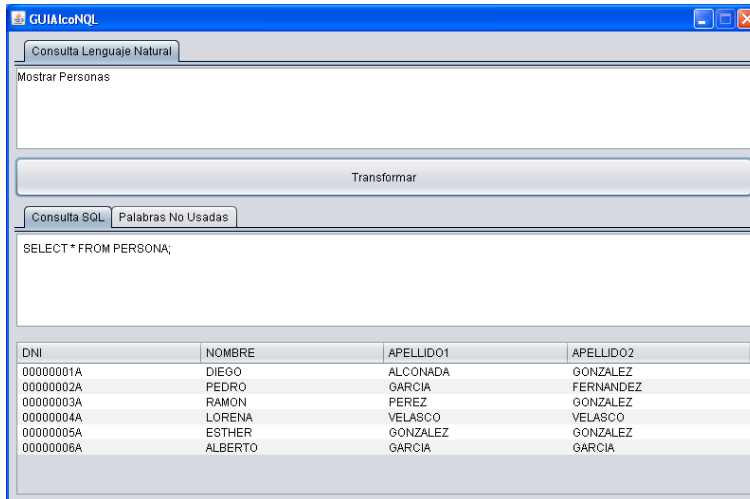 GUIAlcoNQL
Consulta Lenguaje Natural
Mostrar Personas
Transformar
Consulta SQL Palabras No Usadas
SELECT * FROM PERSONA;
DNI NOMBRE APELLIDO1 APELLIDO2
00000001A DIEGO ALCONADA GONZALEZ
00000002A PEDRO GARCIA FERNANDEZ
00000003A RAMON PEREZ GONZALEZ
00000004A LORENA VELASCO VELASCO
00000005A ESTHER GONZALEZ GONZALEZ
00000006A ALBERTO GARCIA GARCIA